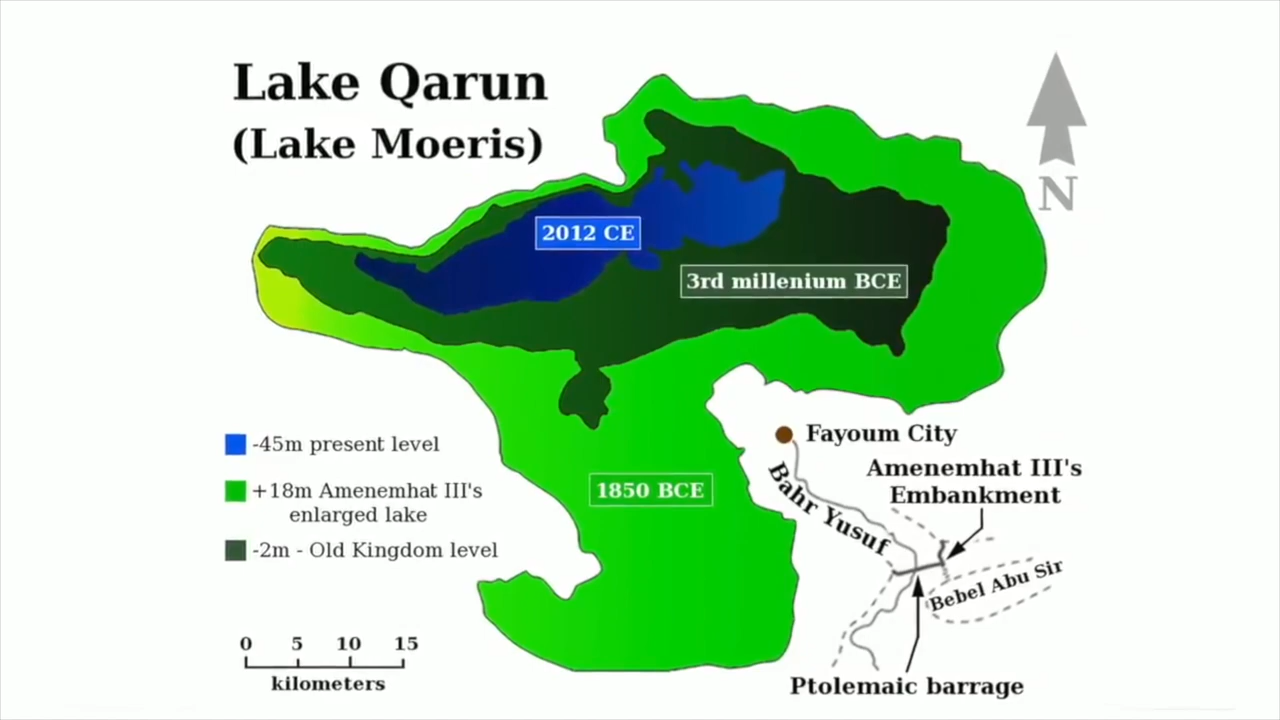 Lake Qarun
(Lake Moeris)
N
2012 CE
3rd millenium BCE
-45m present level
+18m Amenemhat III's
enlarged lake
-2m - Old Kingdom level
1850 BCE
Fayoum City
Amenemhat III's
Embankment
Bahr Yusuf
Bebel Abu Sir
0 5 10 15
kilometers
Ptolemaic barrage